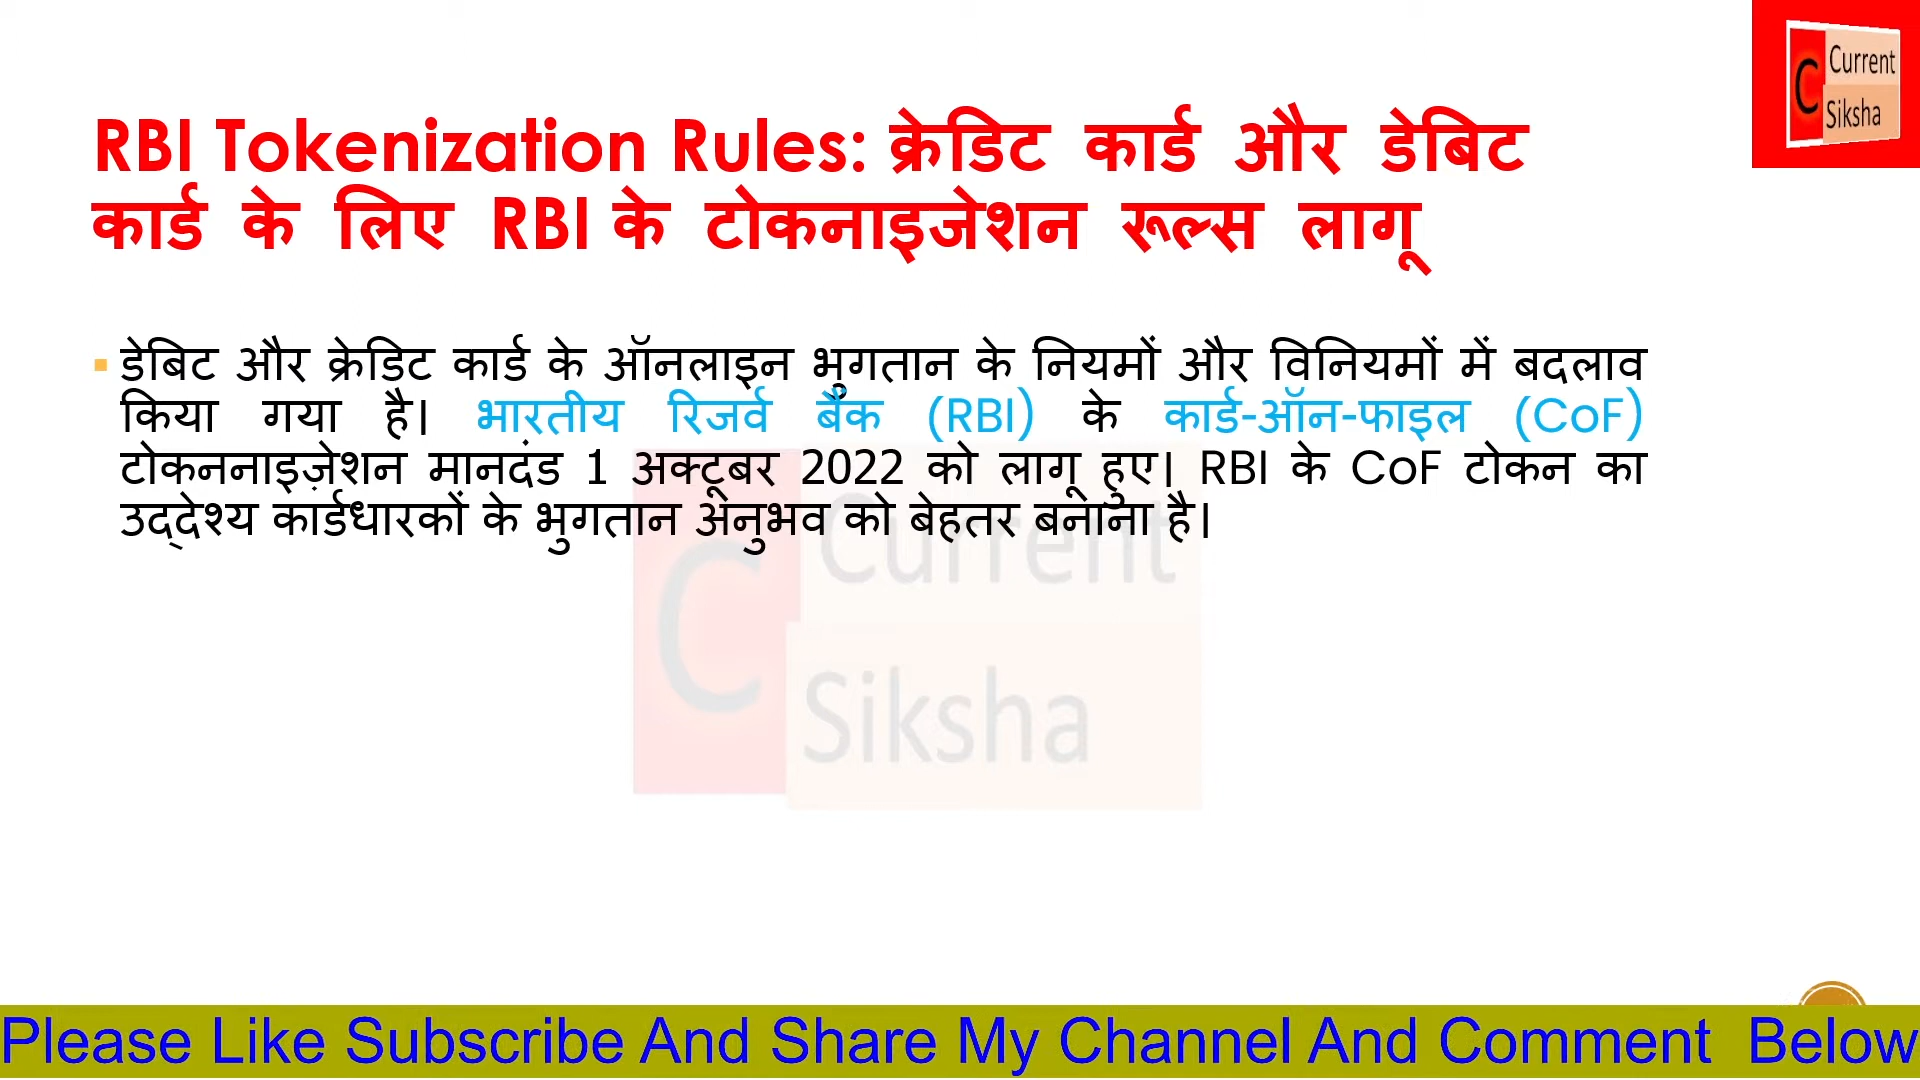 C Current
Siksha
RBI Tokenization Rules: क्रेडिट कार्ड और डेबिट
कार्ड के लिए RBI के टोकनाइजेशन रूल्स लागू
डेबिट और क्रेडिट कार्ड के ऑनलाइन भुगतान के नियमों और विनियमों में बदलाव
किया गया है। भारतीय रिजर्व बैंक (RBI) के कार्ड-ऑन-फाइल (CoF)
टोकननाइज़ेशन मानदंड 1 अक्टूबर 2022 को लागू हुए। RBI के CoF टोकन का
उद्देश्य कार्डधारकों के भुगतान अनुभव को बेहतर बनाना है।
C Current
Siksha
Please Like Subscribe And Share My Channel And Comment Below